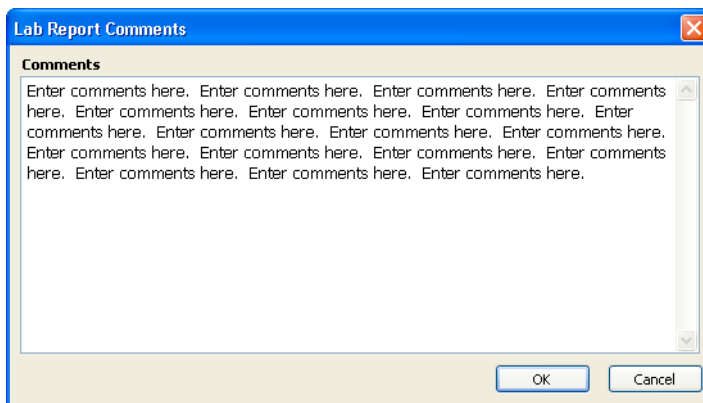 Lab Report Comments
Comments
Enter comments here.  Enter comments here.  Enter comments here.  Enter comments
here.  Enter comments here.  Enter comments here.  Enter comments here.  Enter
comments here.  Enter comments here.  Enter comments here.  Enter comments here.
Enter comments here.  Enter comments here.  Enter comments here.  Enter comments
here.  Enter comments here.  Enter comments here.  Enter comments here.
OK
Cancel